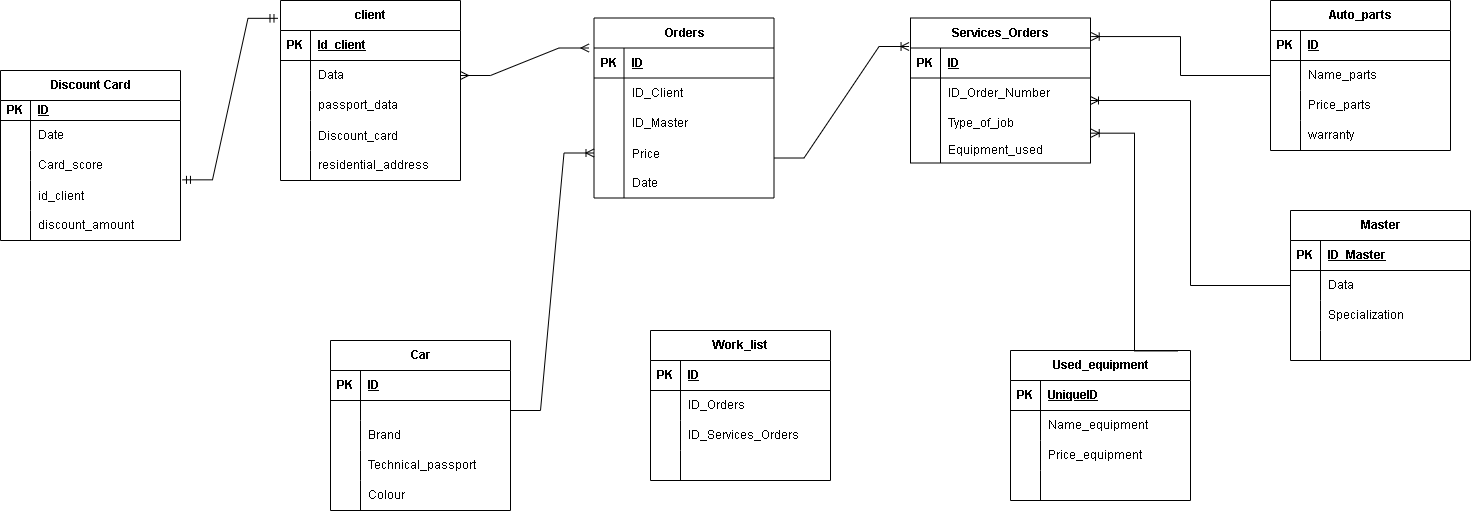 client
PK Id_client
Data
passport_data
Discount_card
residential_address
Discount Card
PK ID
Date
Card_score
id_client
discount_amount
Orders
PK ID
ID_Client
ID_Master
Price
Date
Services_Orders
PK ID
ID_Order_Number
Type_of_job
Equipment_used
Auto_parts
PK ID
Name_parts
Price_parts
warranty
Master
PK ID_Master
Data
Specialization
Car
PK ID
Brand
Technical_passport
Colour
Work_list
PK ID
ID_Orders
ID_Services_Orders
Used_equipment
PK UniqueID
Name_equipment
Price_equipment